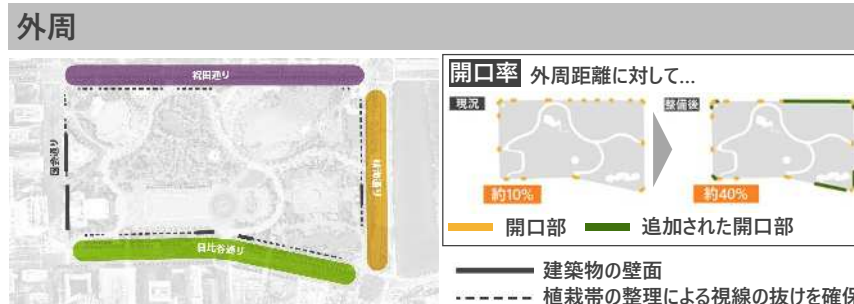 外周
祝田通り
国会通り
日比谷通り
開口率 外周距離に対して...
現況
整備後
約10%
約40%
開口部
追加された開口部
建築物の壁面
植栽帯の整理による視線の抜けを確保